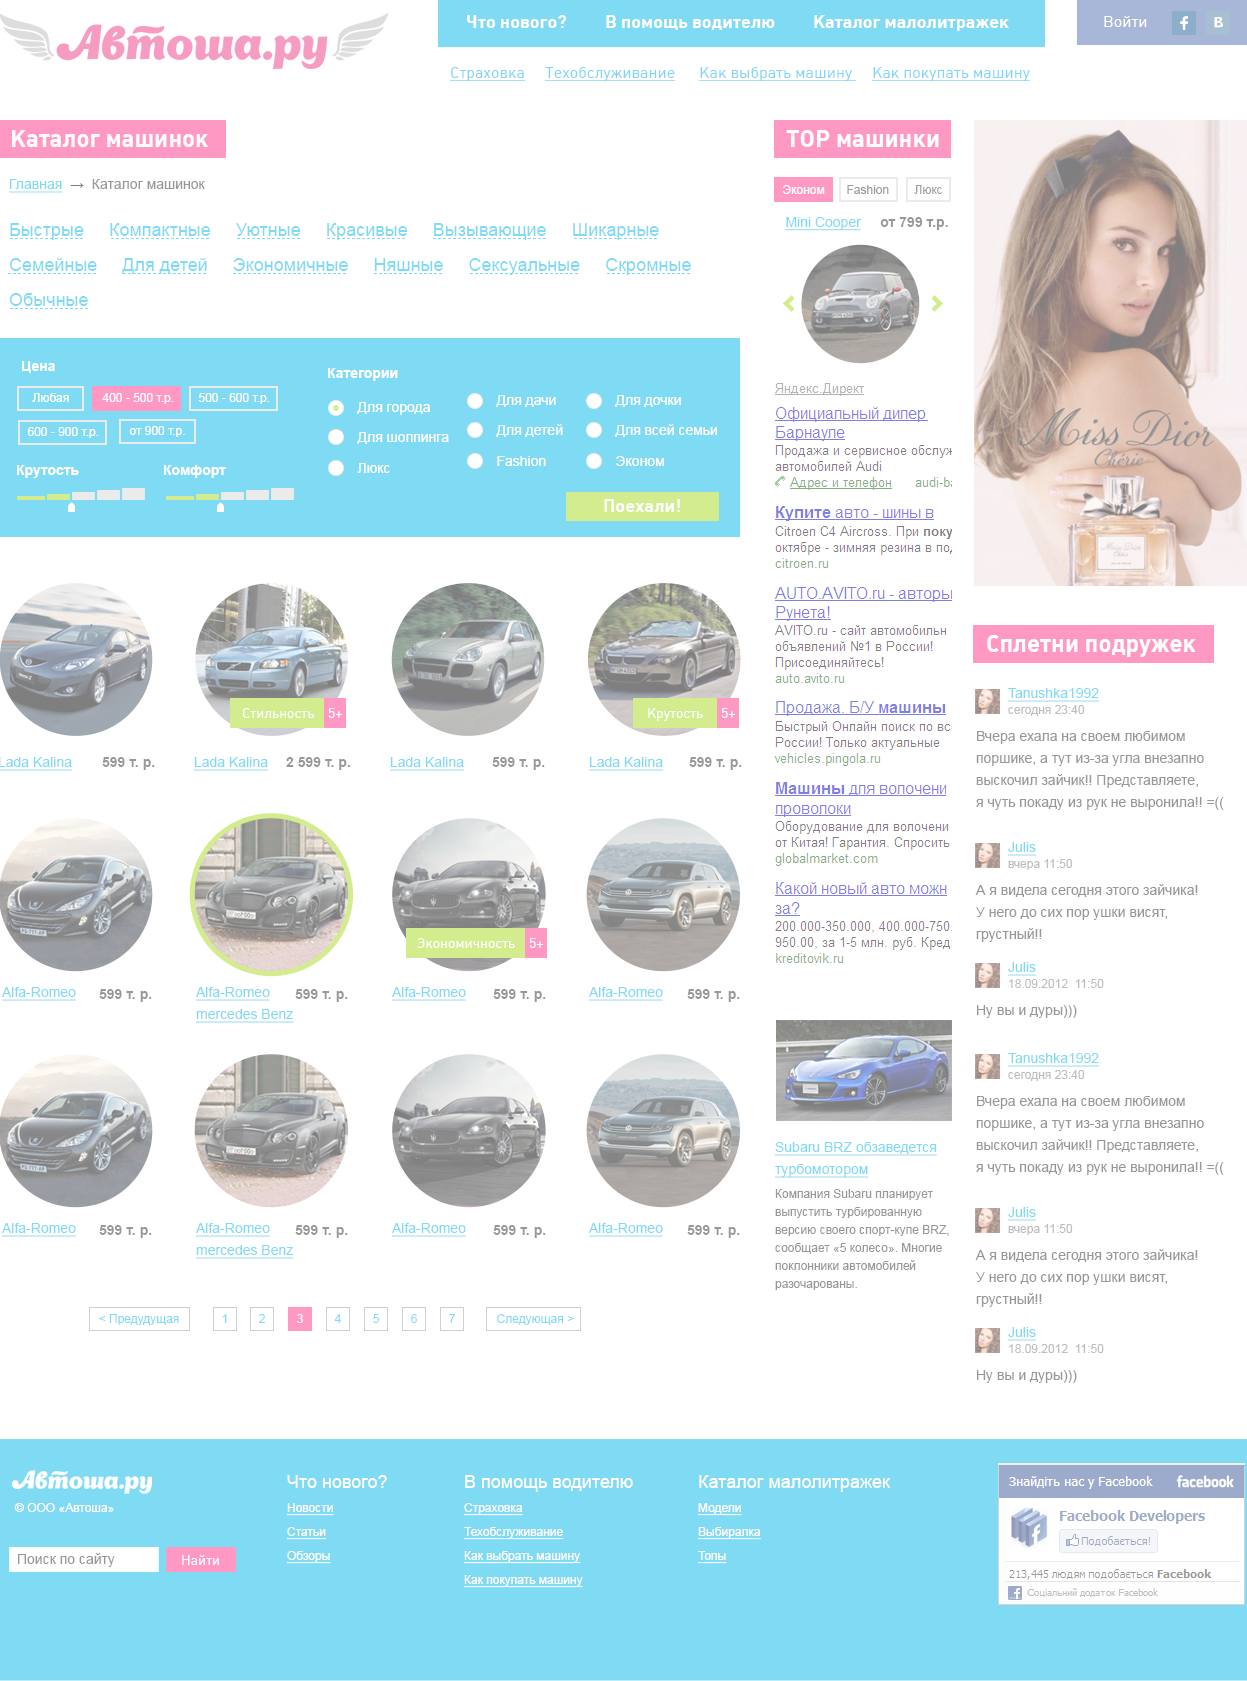 Автоша.ру
Что нового? В помощь водителю Каталог малолитражек
Войти f В
Страховка Техобслуживание Как выбрать машину Как покупать машину
Каталог машинок
Главная → Каталог машинок
Быстрые Компактные Уютные Красивые Вызывающие Шикарные
Семейные Для детей Экономичные Няшные Сексуальные Скромные
Обычные
Цена
Любая 400 - 500 т.р. 500 - 600 т.р.
600 - 900 т.р. от 900 т.р.
Крутость Комфорт
Категории
Для города Для дачи Для дочки
Для шоппинга Для детей Для всей семьи
Люкс Fashion Эконом
Поехали!
Стильность 5+
Крутость 5+
Lada Kalina 599 т. р.
Lada Kalina 2 599 т. р.
Lada Kalina 599 т. р.
Lada Kalina 599 т. р.
Экономичность 5+
Alfa-Romeo 599 т. р.
Alfa-Romeo 599 т. р.
mercedes Benz
Alfa-Romeo 599 т. р.
Alfa-Romeo 599 т. р.
Alfa-Romeo 599 т. р.
Alfa-Romeo 599 т. р.
mercedes Benz
Alfa-Romeo 599 т. р.
Alfa-Romeo 599 т. р.
< Предудущая 1 2 3 4 5 6 7 Следующая >
TOP машинки
Эконом Fashion Люкс
Mini Cooper от 799 т.р.
Яндекс.Директ
Официальный дилер
Барнауле
Продажа и сервисное обслуж
автомобилей Audi
Адрес и телефон audi-ba
Купите авто - шины в
Citroen C4 Aircross. При поку
октябре - зимняя резина в под
citroen.ru
AUTO.AVITO.ru - авторы
Рунета!
AVITO.ru - сайт автомобильн
объявлений №1 в России!
Присоединяйтесь!
auto.avito.ru
Продажа. Б/У машины
Быстрый Онлайн поиск по вс
России! Только актуальные
vehicles.pingola.ru
Машины для волочени
проволоки
Оборудование для волочени
от Китая! Гарантия. Спросить
globalmarket.com
Какой новый авто можн
за?
200.000-350.000, 400.000-750.
950.00, за 1-5 млн. руб. Кред
kreditovik.ru
Subaru BRZ обзаведется
турбомотором
Компания Subaru планирует
выпустить турбированную
версию своего спорт-купе BRZ,
сообщает «5 колесо». Многие
поклонники автомобилей
разочарованы.
Miss Dior
Chérie
Miss Dior
Chérie
Сплетни подружек
Tanushka1992
сегодня 23:40
Вчера ехала на своем любимом
поршике, а тут из-за угла внезапно
выскочил зайчик!! Представляете,
я чуть покаду из рук не выронила!! =((
Julis
вчера 11:50
А я видела сегодня этого зайчика!
У него до сих пор ушки висят,
грустный!!
Julis
18.09.2012 11:50
Ну вы и дуры)))
Tanushka1992
сегодня 23:40
Вчера ехала на своем любимом
поршике, а тут из-за угла внезапно
выскочил зайчик!! Представляете,
я чуть покаду из рук не выронила!! =((
Julis
вчера 11:50
А я видела сегодня этого зайчика!
У него до сих пор ушки висят,
грустный!!
Julis
18.09.2012 11:50
Ну вы и дуры)))
Автоша.ру
© ООО «Автоша»
Поиск по сайту Найти
Что нового?
Новости
Статьи
Обзоры
В помощь водителю
Страховка
Техобслуживание
Как выбрать машину
Как покупать машину
Каталог малолитражек
Модели
Выбиралка
Топы
Знайдіть нас у Facebook facebook
Facebook Developers
Подобається!
213,445 людям подобається Facebook
Соціальний додаток Facebook